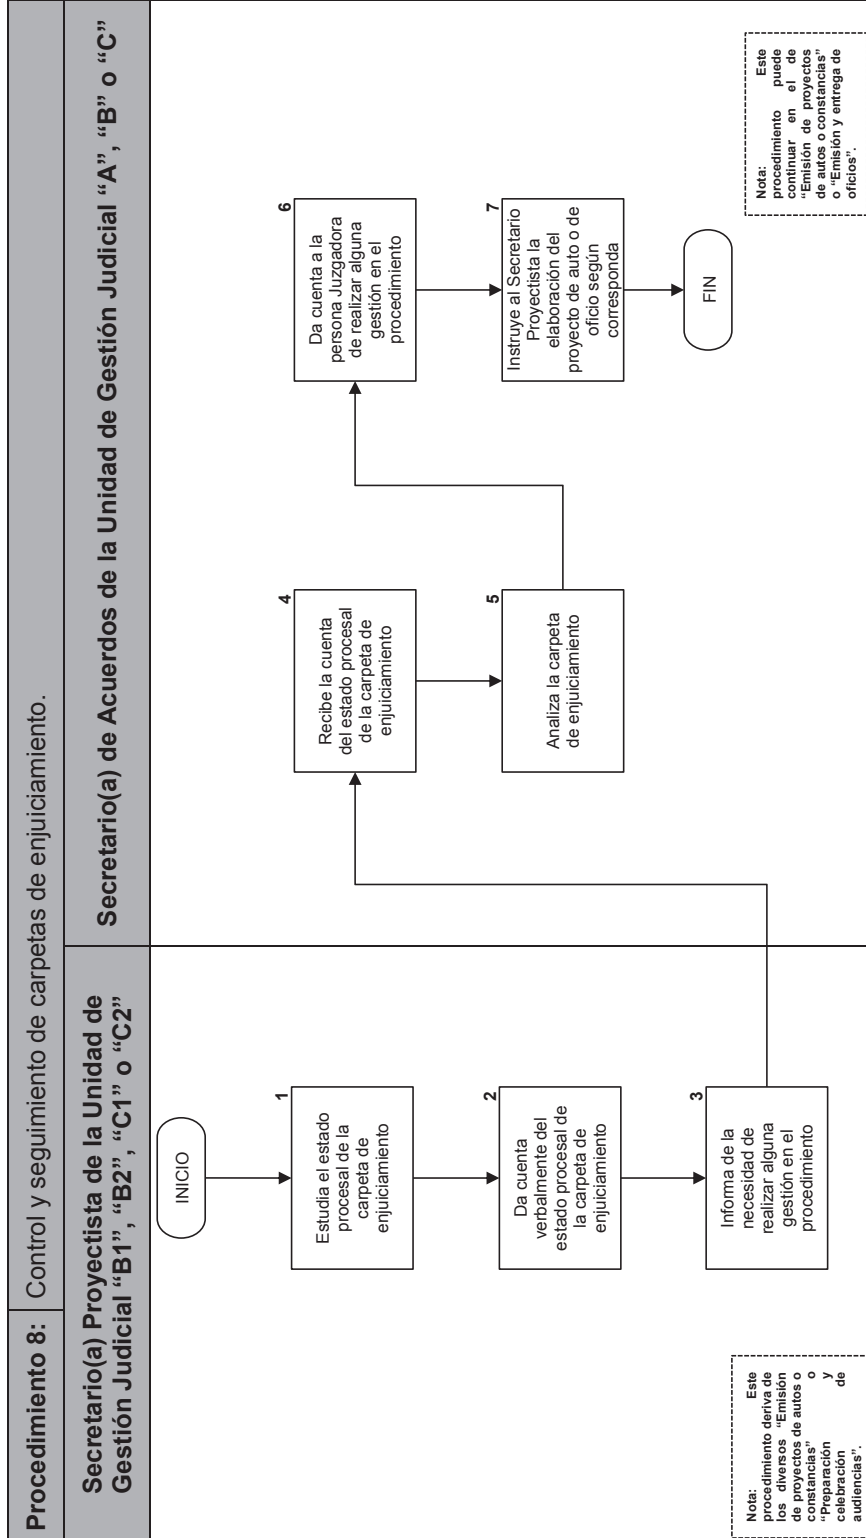 Procedimiento 8: Control y seguimiento de carpetas de enjuiciamiento.
Secretario(a) Proyectista de la Unidad de
Gestión Judicial “B1”, “B2”, “C1” o “C2”
Secretario(a) de Acuerdos de la Unidad de Gestión Judicial “A”, “B” o “C”
INICIO
1
Estudia el estado
procesal de la
carpeta de
enjuiciamiento
2
Da cuenta
verbalmente del
estado procesal de
la carpeta de
enjuiciamiento
3
Informa de la
necesidad de
realizar alguna
gestión en el
procedimiento
4
Recibe la cuenta
del estado procesal
de la carpeta de
enjuiciamiento
5
Analiza la carpeta
de enjuiciamiento
6
Da cuenta a la
persona Juzgadora
de realizar alguna
gestión en el
procedimiento
7
Instruye al Secretario
Proyectista la
elaboración del
proyecto de auto o de
oficio según
corresponda
FIN
Nota: Este
procedimiento deriva de
los diversos “Emisión
de proyectos de autos o
constancias” o
“Preparación y
celebración de
audiencias”.
Nota: Este
procedimiento puede
continuar en el de
“Emisión de proyectos
de autos o constancias”
o “Emisión y entrega de
oficios”.